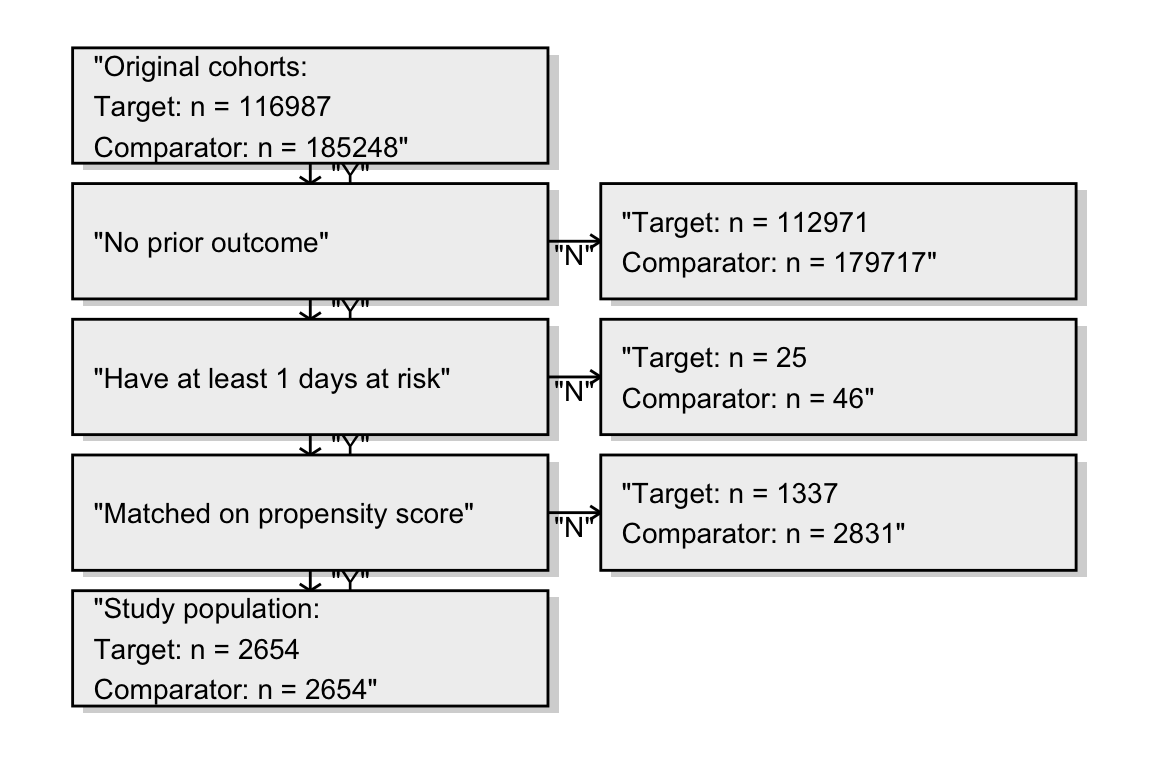 "Original cohorts:
Target: n = 116987
Comparator: n = 185248"
"Y"
"No prior outcome"
"N"
"Target: n = 112971
Comparator: n = 179717"
"Y"
"Have at least 1 days at risk"
"N"
"Target: n = 25
Comparator: n = 46"
"Y"
"Matched on propensity score"
"N"
"Target: n = 1337
Comparator: n = 2831"
"Y"
"Study population:
Target: n = 2654
Comparator: n = 2654"